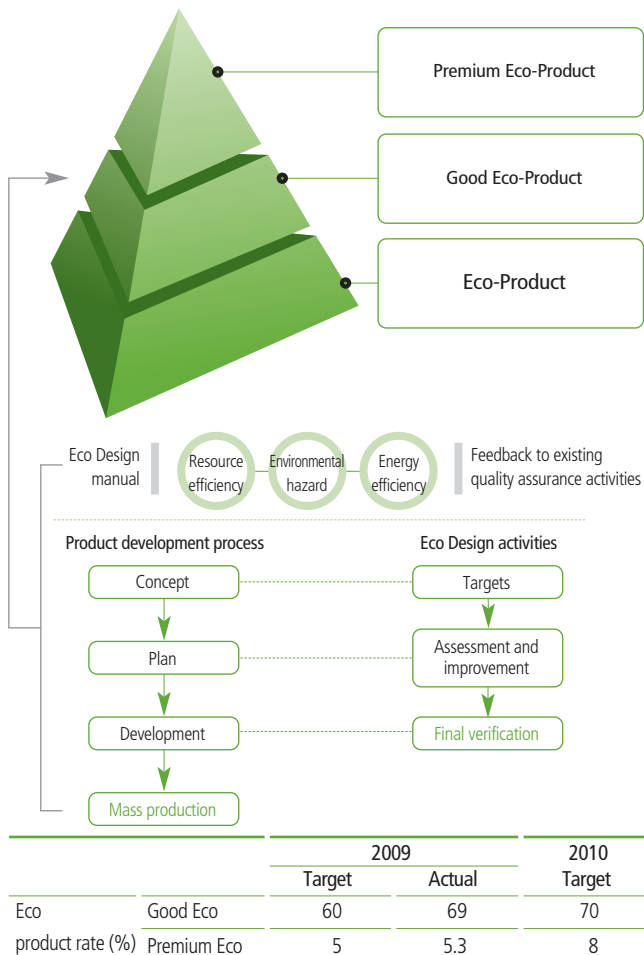 Premium Eco-Product
Good Eco-Product
Eco-Product
Eco Design
manual
Resource
efficiency
Environmental
hazard
Energy
efficiency
Feedback to existing
quality assurance activities
Product development process
Eco Design activities
Concept
Targets
Plan
Assessment and
improvement
Development
Final verification
Mass production
2009 2010
Target Actual Target
Eco Good Eco 60 69 70
product rate (%) Premium Eco 5 5.3 8